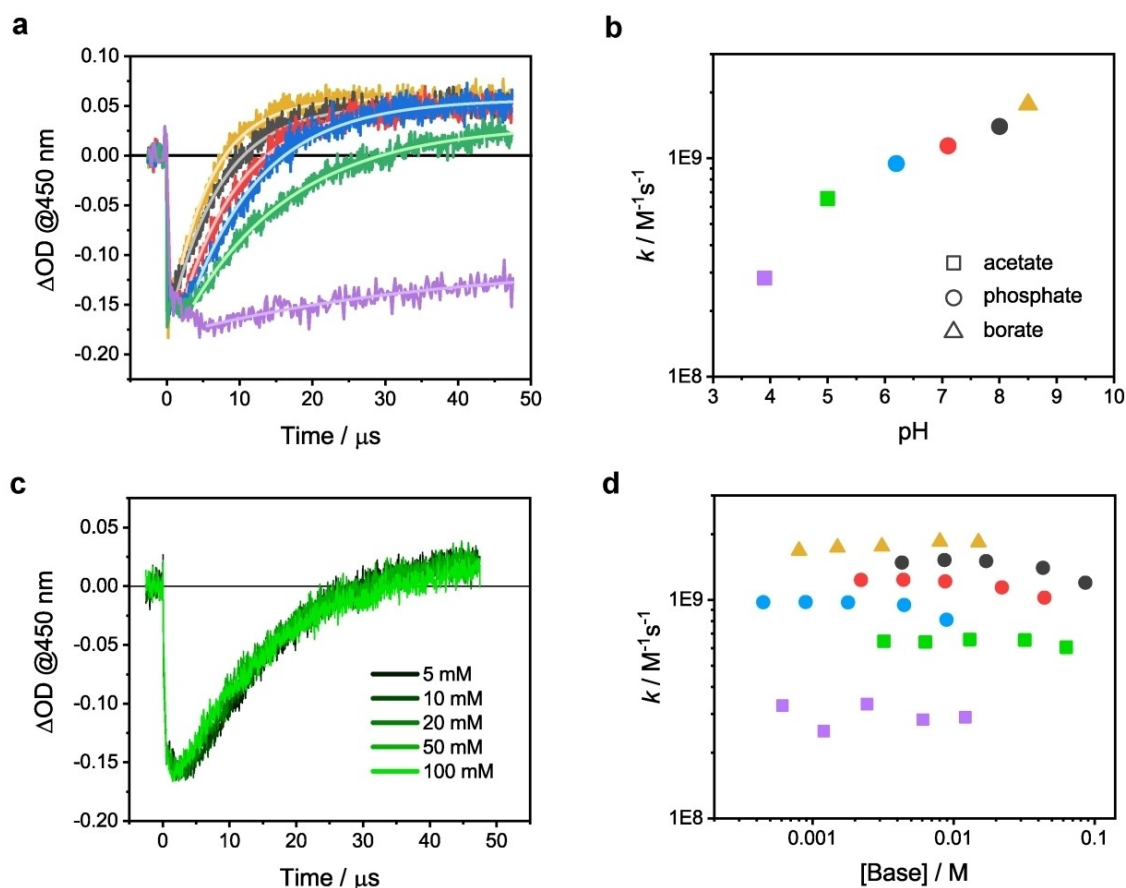 a
0.10
0.05
0.00
-0.05
-0.10
-0.15
-0.20
ΔOD @450 nm
0 10 20 30 40 50
Time / μs
b
1E9
1E8
k / M⁻¹s⁻¹
acetate
phosphate
borate
3 4 5 6 7 8 9 10
pH
c
0.05
0.00
-0.05
-0.10
-0.15
-0.20
ΔOD @450 nm
5 mM
10 mM
20 mM
50 mM
100 mM
0 10 20 30 40 50
Time / μs
d
1E9
1E8
k / M⁻¹s⁻¹
0.001 0.01 0.1
[Base] / M